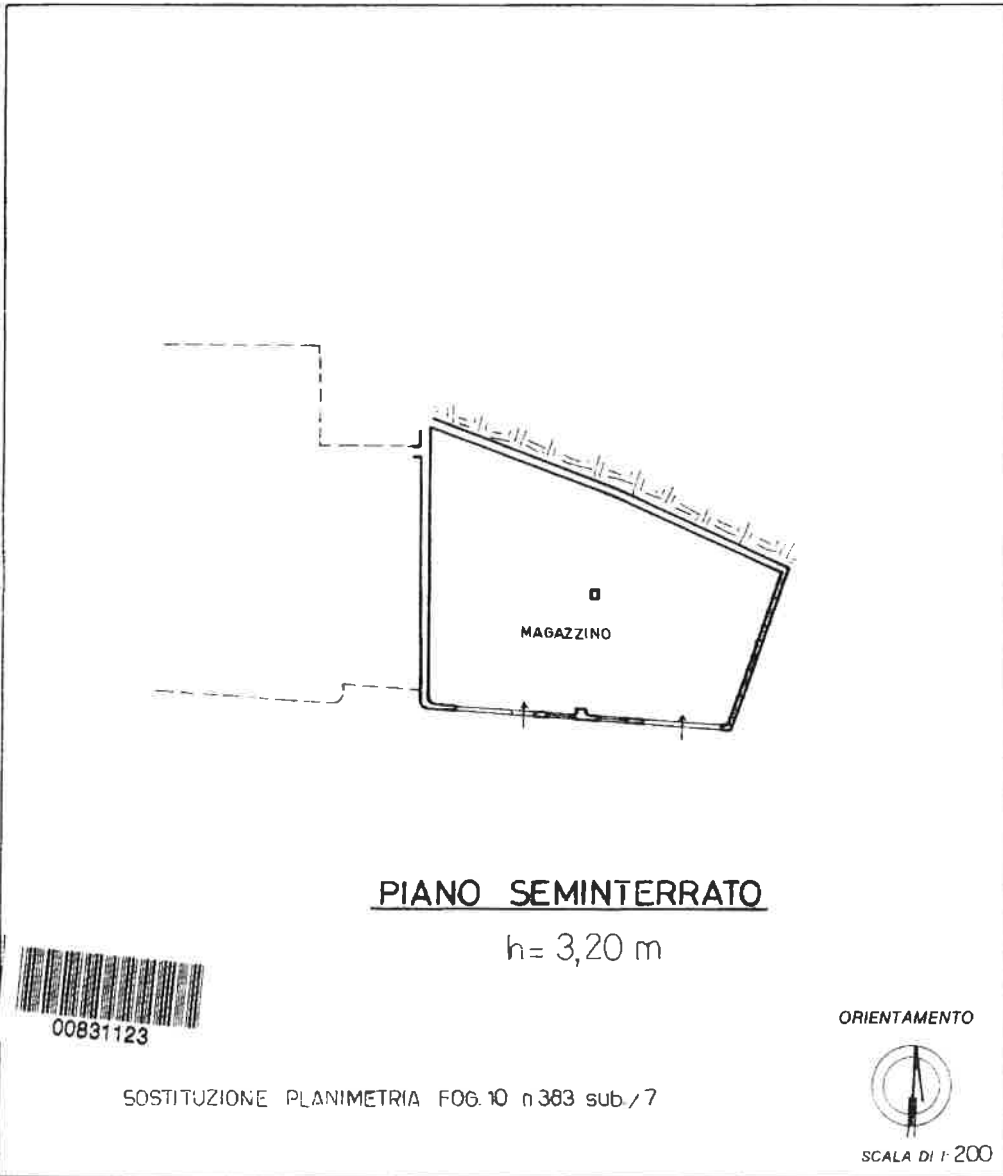 MAGAZZINO
PIANO SEMINTERRATO
h= 3,20 m
00831123
ORIENTAMENTO
SOSTITUZIONE PLANIMETRIA FOG. 10 n 383 sub./7
SCALA DI 1:200